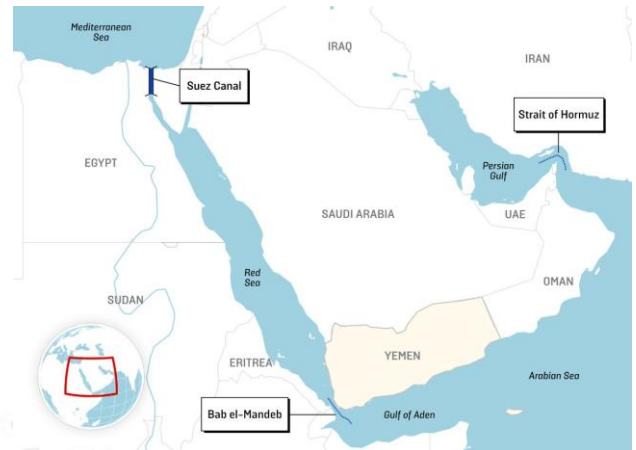 Mediterranean
Sea
IRAQ
IRAN
Suez Canal
Strait of Hormuz
EGYPT
Persian
Gulf
SAUDI ARABIA
UAE
Red
Sea
OMAN
SUDAN
ERITREA
YEMEN
Arabian Sea
Bab el-Mandeb
Gulf of Aden